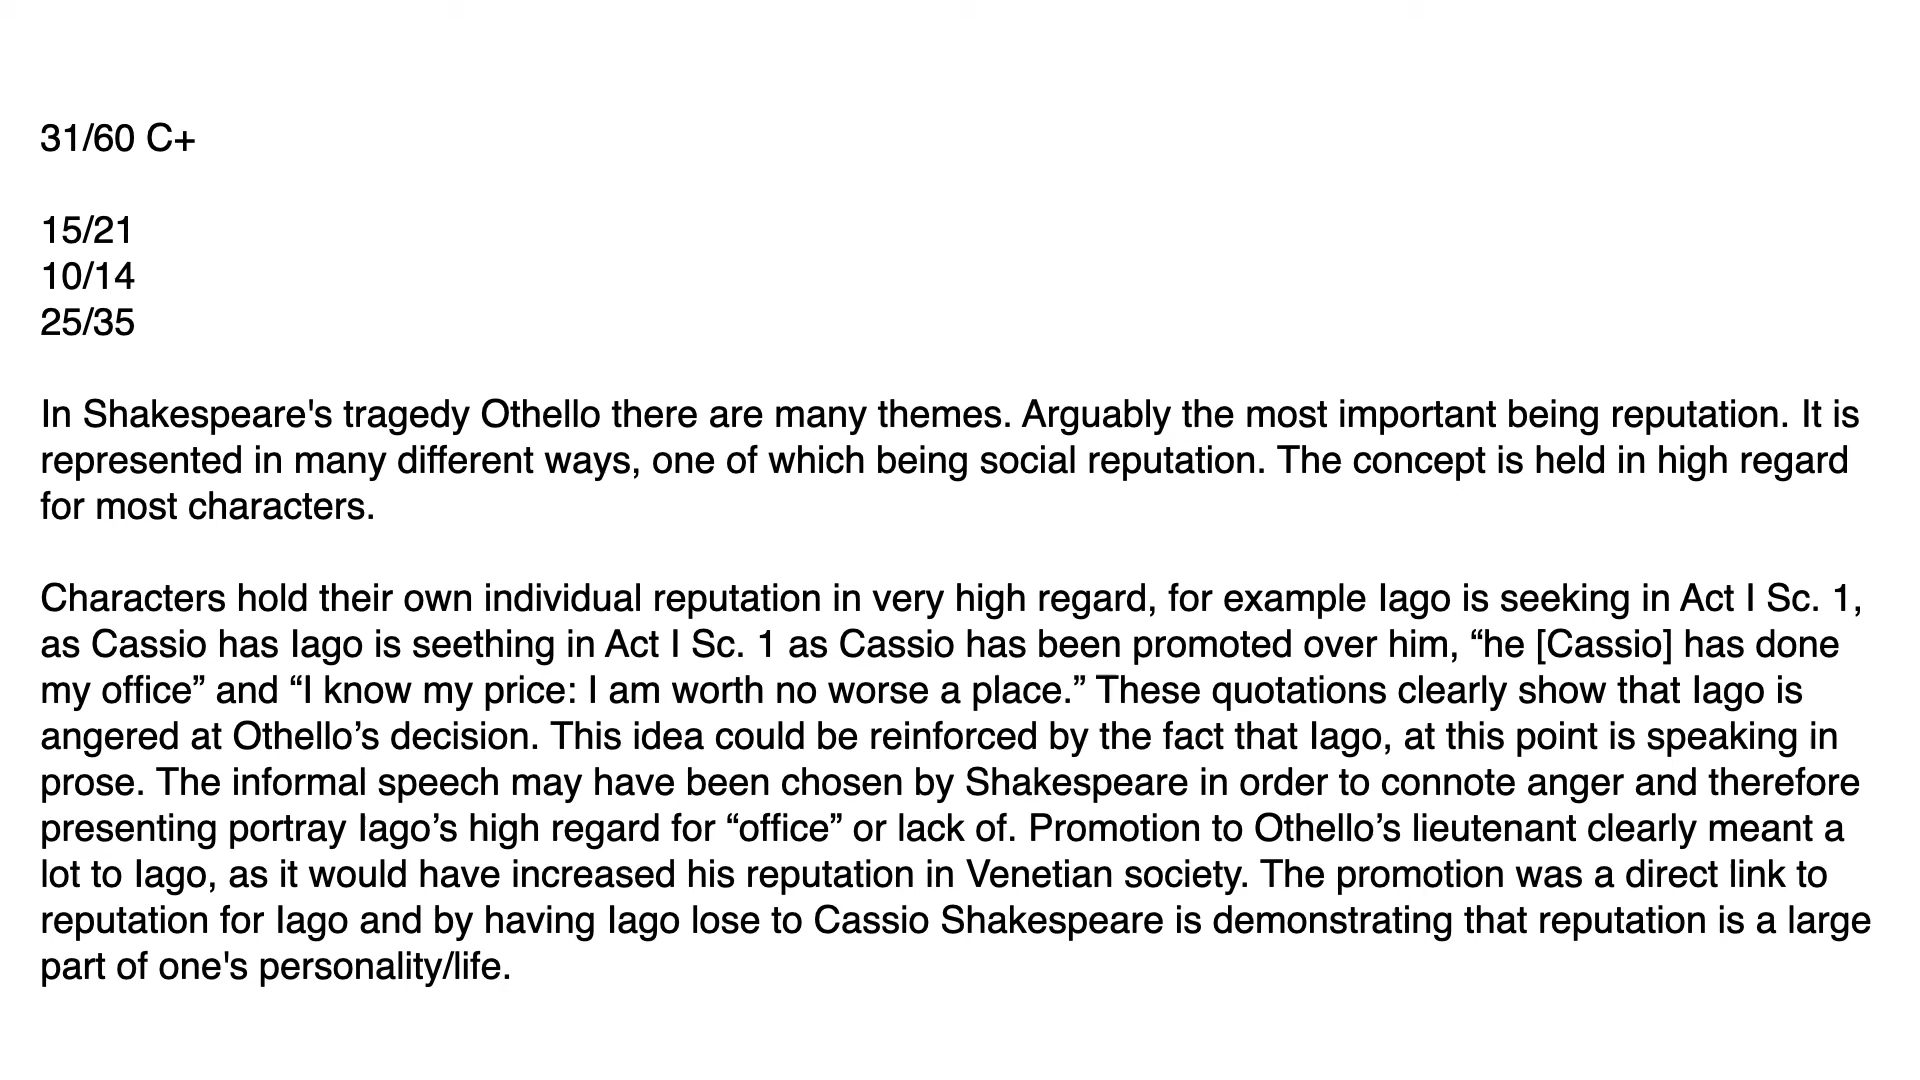 31/60 C+
15/21
10/14
25/35
In Shakespeare's tragedy Othello there are many themes. Arguably the most important being reputation. It is
represented in many different ways, one of which being social reputation. The concept is held in high regard
for most characters.
Characters hold their own individual reputation in very high regard, for example Iago is seeking in Act I Sc. 1,
as Cassio has Iago is seething in Act I Sc. 1 as Cassio has been promoted over him, “he [Cassio] has done
my office” and “I know my price: I am worth no worse a place.” These quotations clearly show that Iago is
angered at Othello’s decision. This idea could be reinforced by the fact that Iago, at this point is speaking in
prose. The informal speech may have been chosen by Shakespeare in order to connote anger and therefore
presenting portray Iago’s high regard for “office” or lack of. Promotion to Othello’s lieutenant clearly meant a
lot to Iago, as it would have increased his reputation in Venetian society. The promotion was a direct link to
reputation for Iago and by having Iago lose to Cassio Shakespeare is demonstrating that reputation is a large
part of one's personality/life.